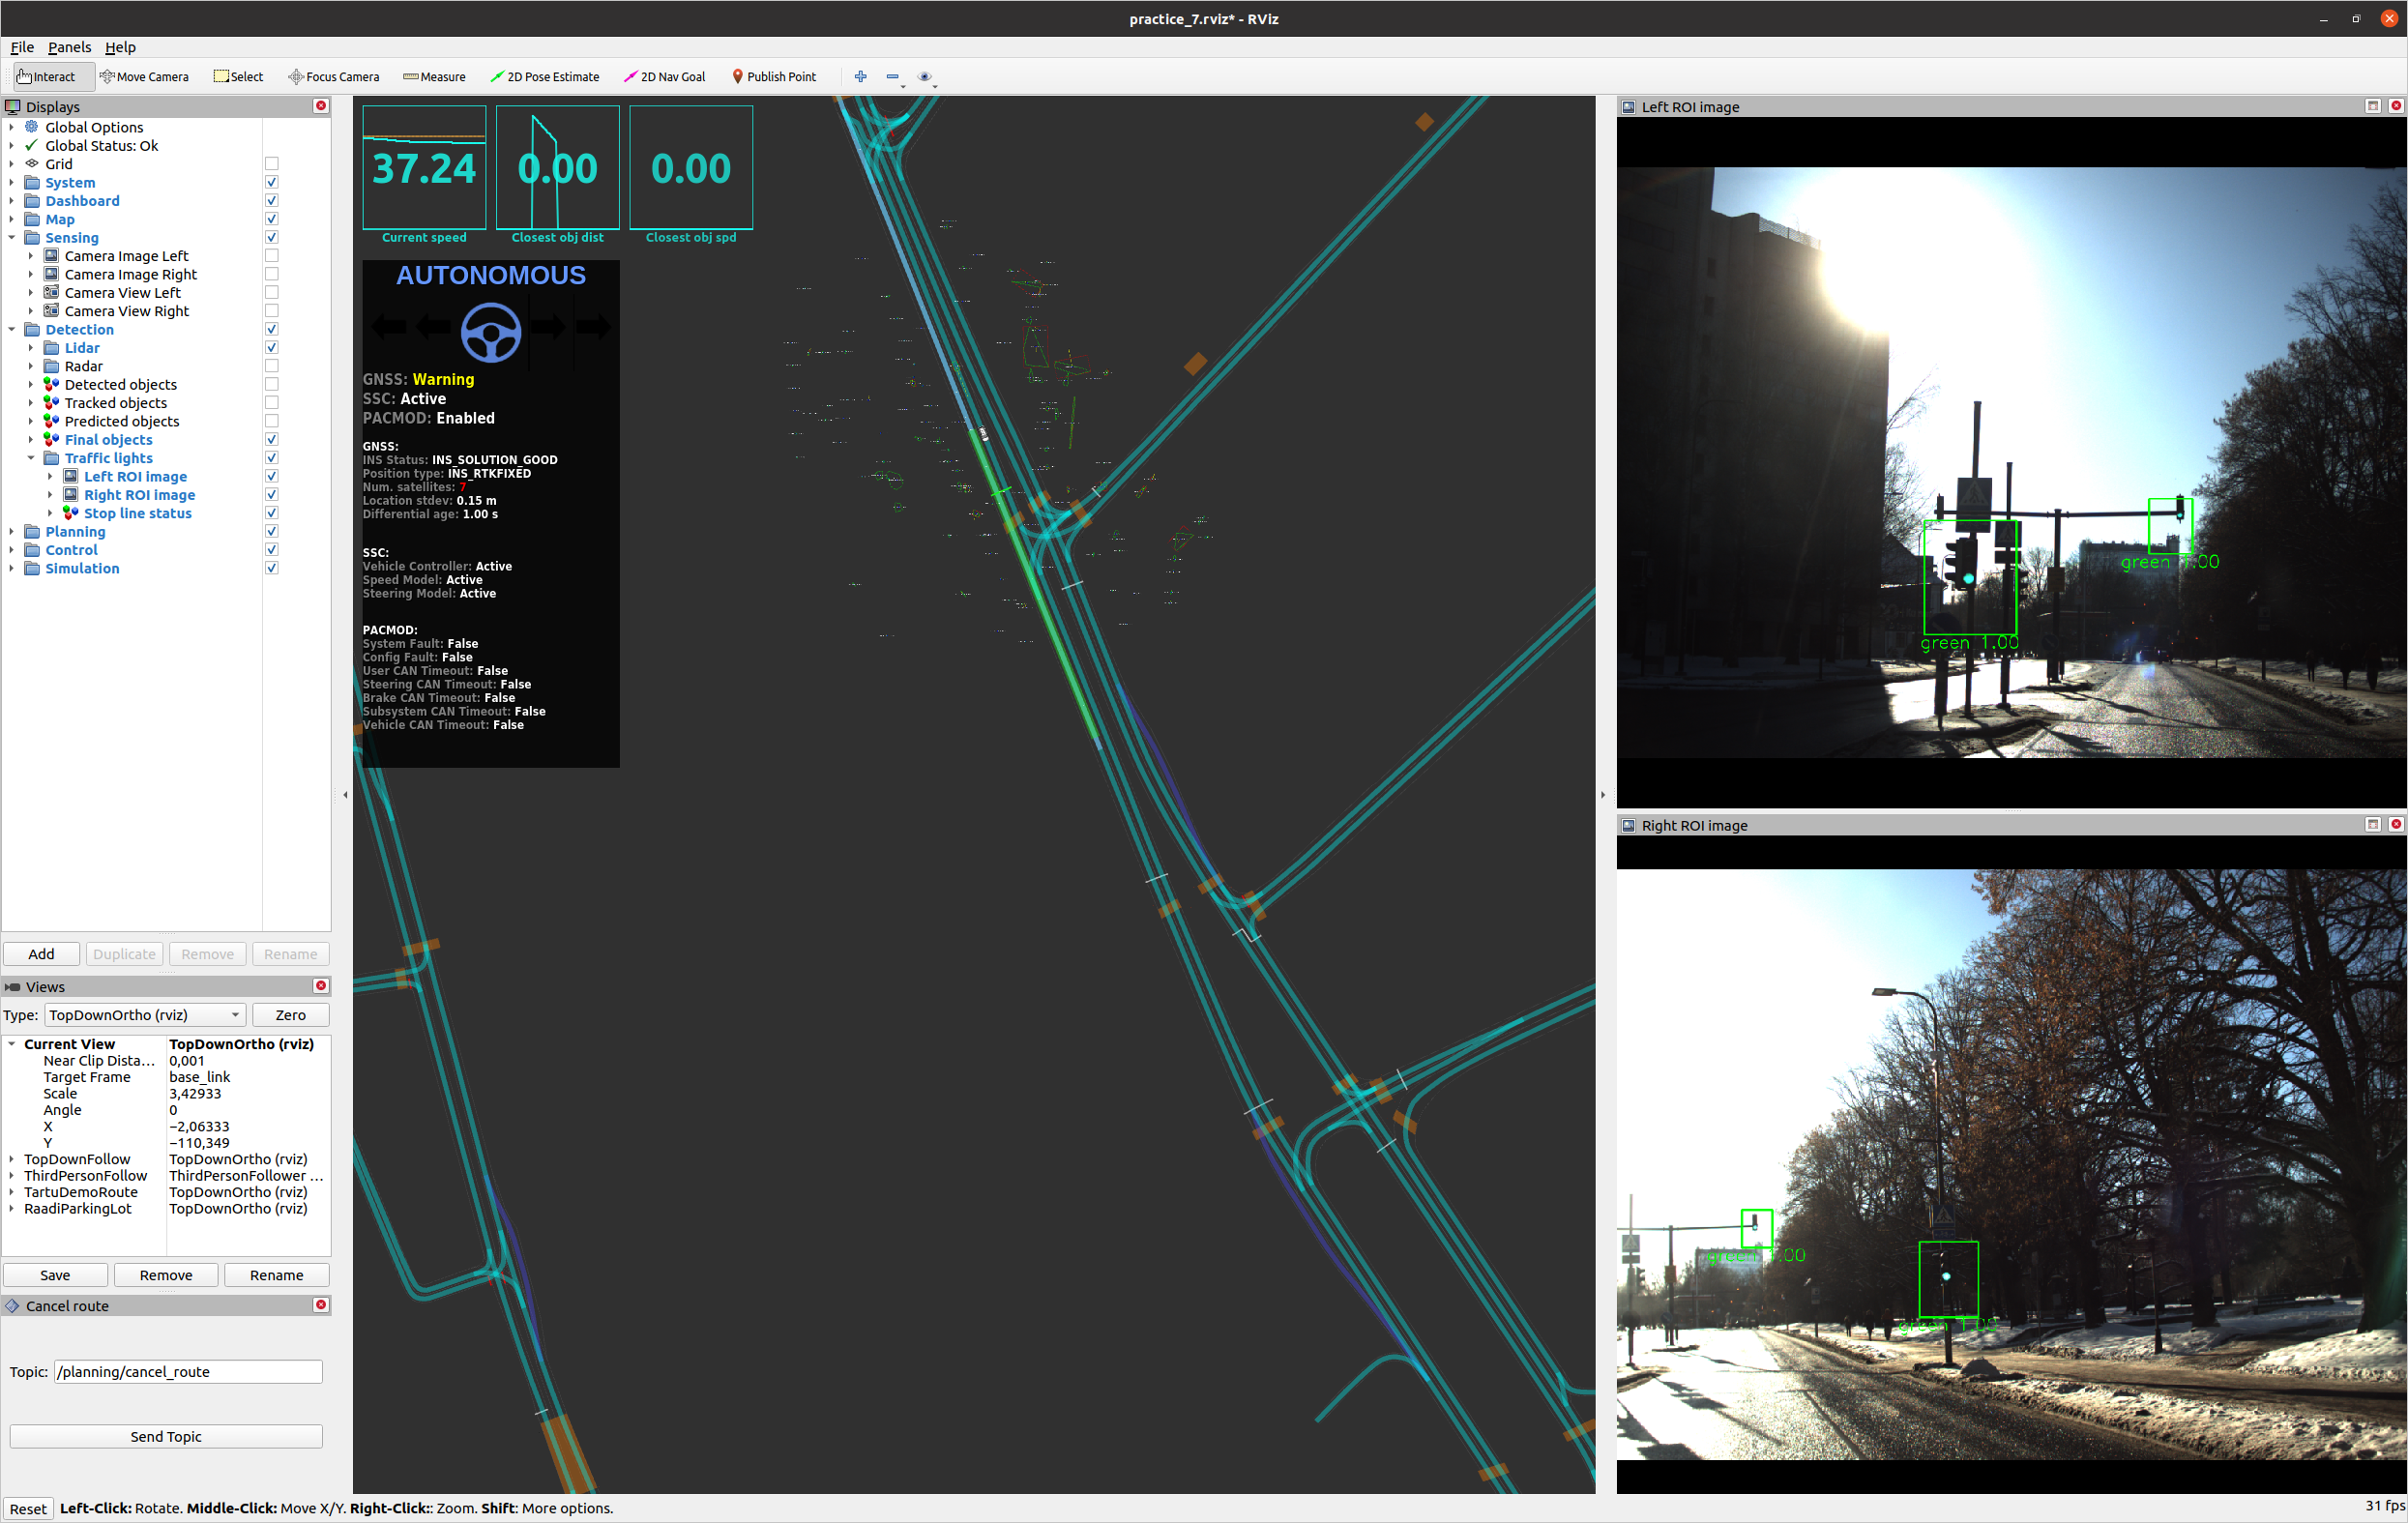 practice_7.rviz* - RViz
File Panels Help
Interact Move Camera Select Focus Camera Measure 2D Pose Estimate 2D Nav Goal Publish Point
Displays
Global Options
Global Status: Ok
Grid
System
Dashboard
Map
Sensing
Camera Image Left
Camera Image Right
Camera View Left
Camera View Right
Detection
Lidar
Radar
Detected objects
Tracked objects
Predicted objects
Final objects
Traffic lights
Left ROI image
Right ROI image
Stop line status
Planning
Control
Simulation
Add Duplicate Remove Rename
Views
Type: TopDownOrtho (rviz) Zero
Current View TopDownOrtho (rviz)
Near Clip Dista... 0,001
Target Frame base_link
Scale 3,42933
Angle 0
X −2,06333
Y −110,349
TopDownFollow TopDownOrtho (rviz)
ThirdPersonFollow ThirdPersonFollower ...
TartuDemoRoute TopDownOrtho (rviz)
RaadiParkingLot TopDownOrtho (rviz)
Save Remove Rename
Cancel route
Topic: /planning/cancel_route
Send Topic
37.24 0.00 0.00
Current speed Closest obj dist Closest obj spd
AUTONOMOUS
GNSS: Warning
SSC: Active
PACMOD: Enabled
GNSS:
INS Status: INS_SOLUTION_GOOD
Position type: INS_RTKFIXED
Num. satellites: 7
Location stdev: 0.15 m
Differential age: 1.00 s
SSC:
Vehicle Controller: Active
Speed Model: Active
Steering Model: Active
PACMOD:
System Fault: False
Config Fault: False
User CAN Timeout: False
Steering CAN Timeout: False
Brake CAN Timeout: False
Subsystem CAN Timeout: False
Vehicle CAN Timeout: False
Left ROI image
green 1.00
green 1.00
Right ROI image
green 1.00
green 1.00
Reset Left-Click: Rotate. Middle-Click: Move X/Y. Right-Click:: Zoom. Shift: More options.
31 fps